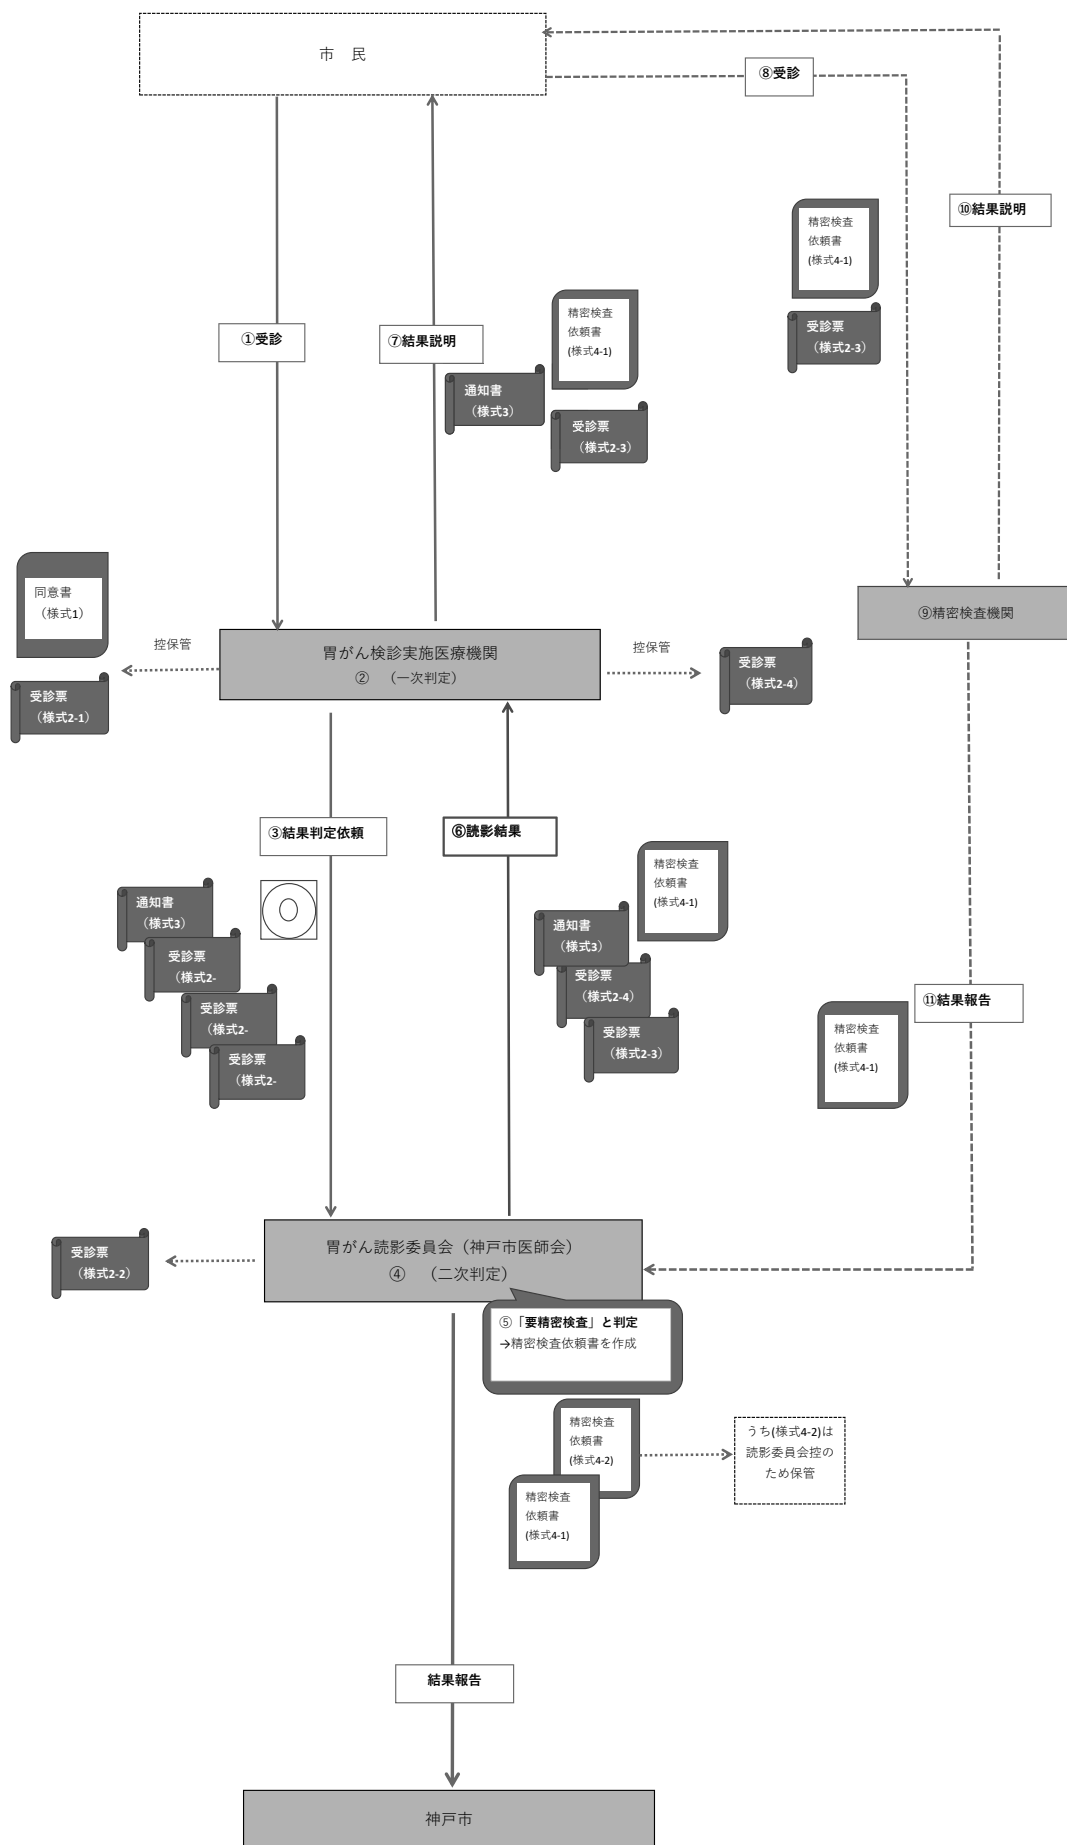 市　民
⑧受診
⑩結果説明
精密検査
依頼書
(様式4-1)
受診票
（様式2-3）
①受診
⑦結果説明
精密検査
依頼書
(様式4-1)
通知書
（様式3）
受診票
（様式2-3）
同意書
（様式1）
控保管
受診票
（様式2-1）
胃がん検診実施医療機関
②　（一次判定）
控保管
受診票
（様式2-4）
⑨精密検査機関
③結果判定依頼
⑥読影結果
精密検査
依頼書
(様式4-1)
通知書
（様式3）
受診票
（様式2-
受診票
（様式2-
受診票
（様式2-
通知書
（様式3）
受診票
（様式2-4）
受診票
（様式2-3）
⑪結果報告
精密検査
依頼書
(様式4-1)
受診票
（様式2-2）
胃がん読影委員会（神戸市医師会）
④　（二次判定）
⑤「要精密検査」と判定
→精密検査依頼書を作成
精密検査
依頼書
(様式4-2)
精密検査
依頼書
(様式4-1)
うち(様式4-2)は
読影委員会控の
ため保管
結果報告
神戸市